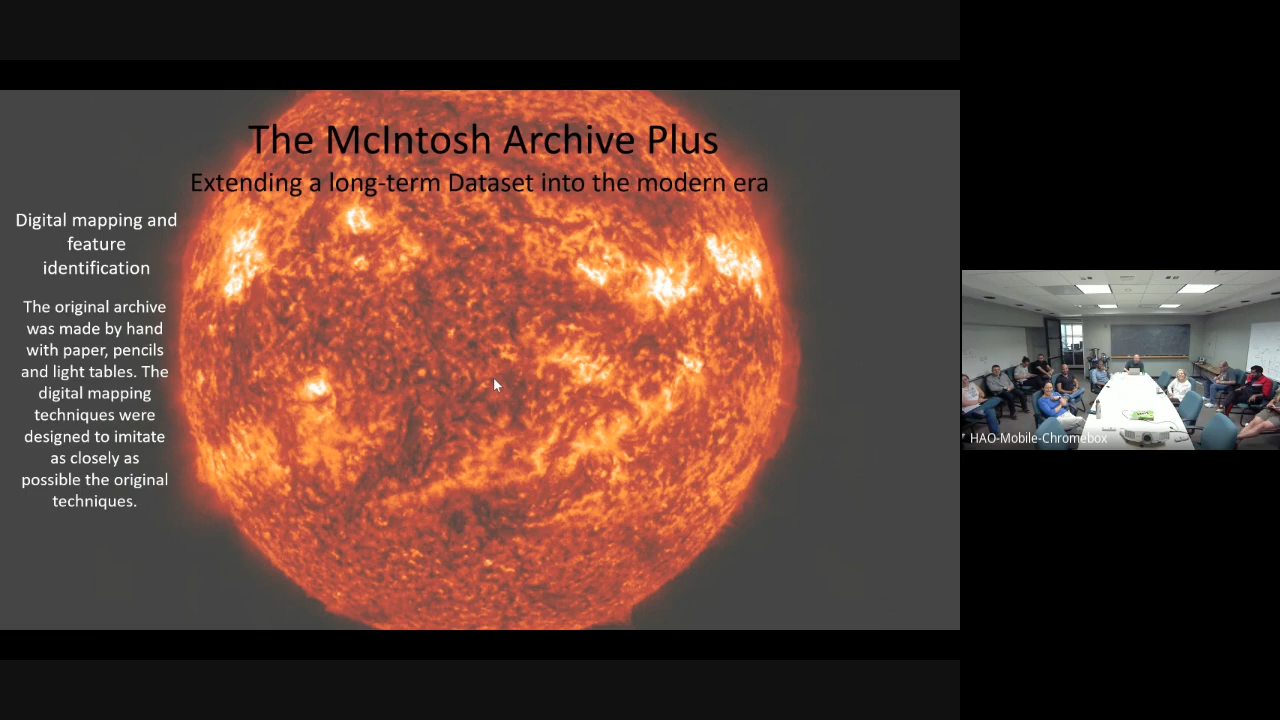 The McIntosh Archive Plus
Extending a long-term Dataset into the modern era
Digital mapping and
feature
identification
The original archive
was made by hand
with paper, pencils
and light tables. The
digital mapping
techniques were
designed to imitate
as closely as
possible the original
techniques.
HAO-Mobile-Chromebox